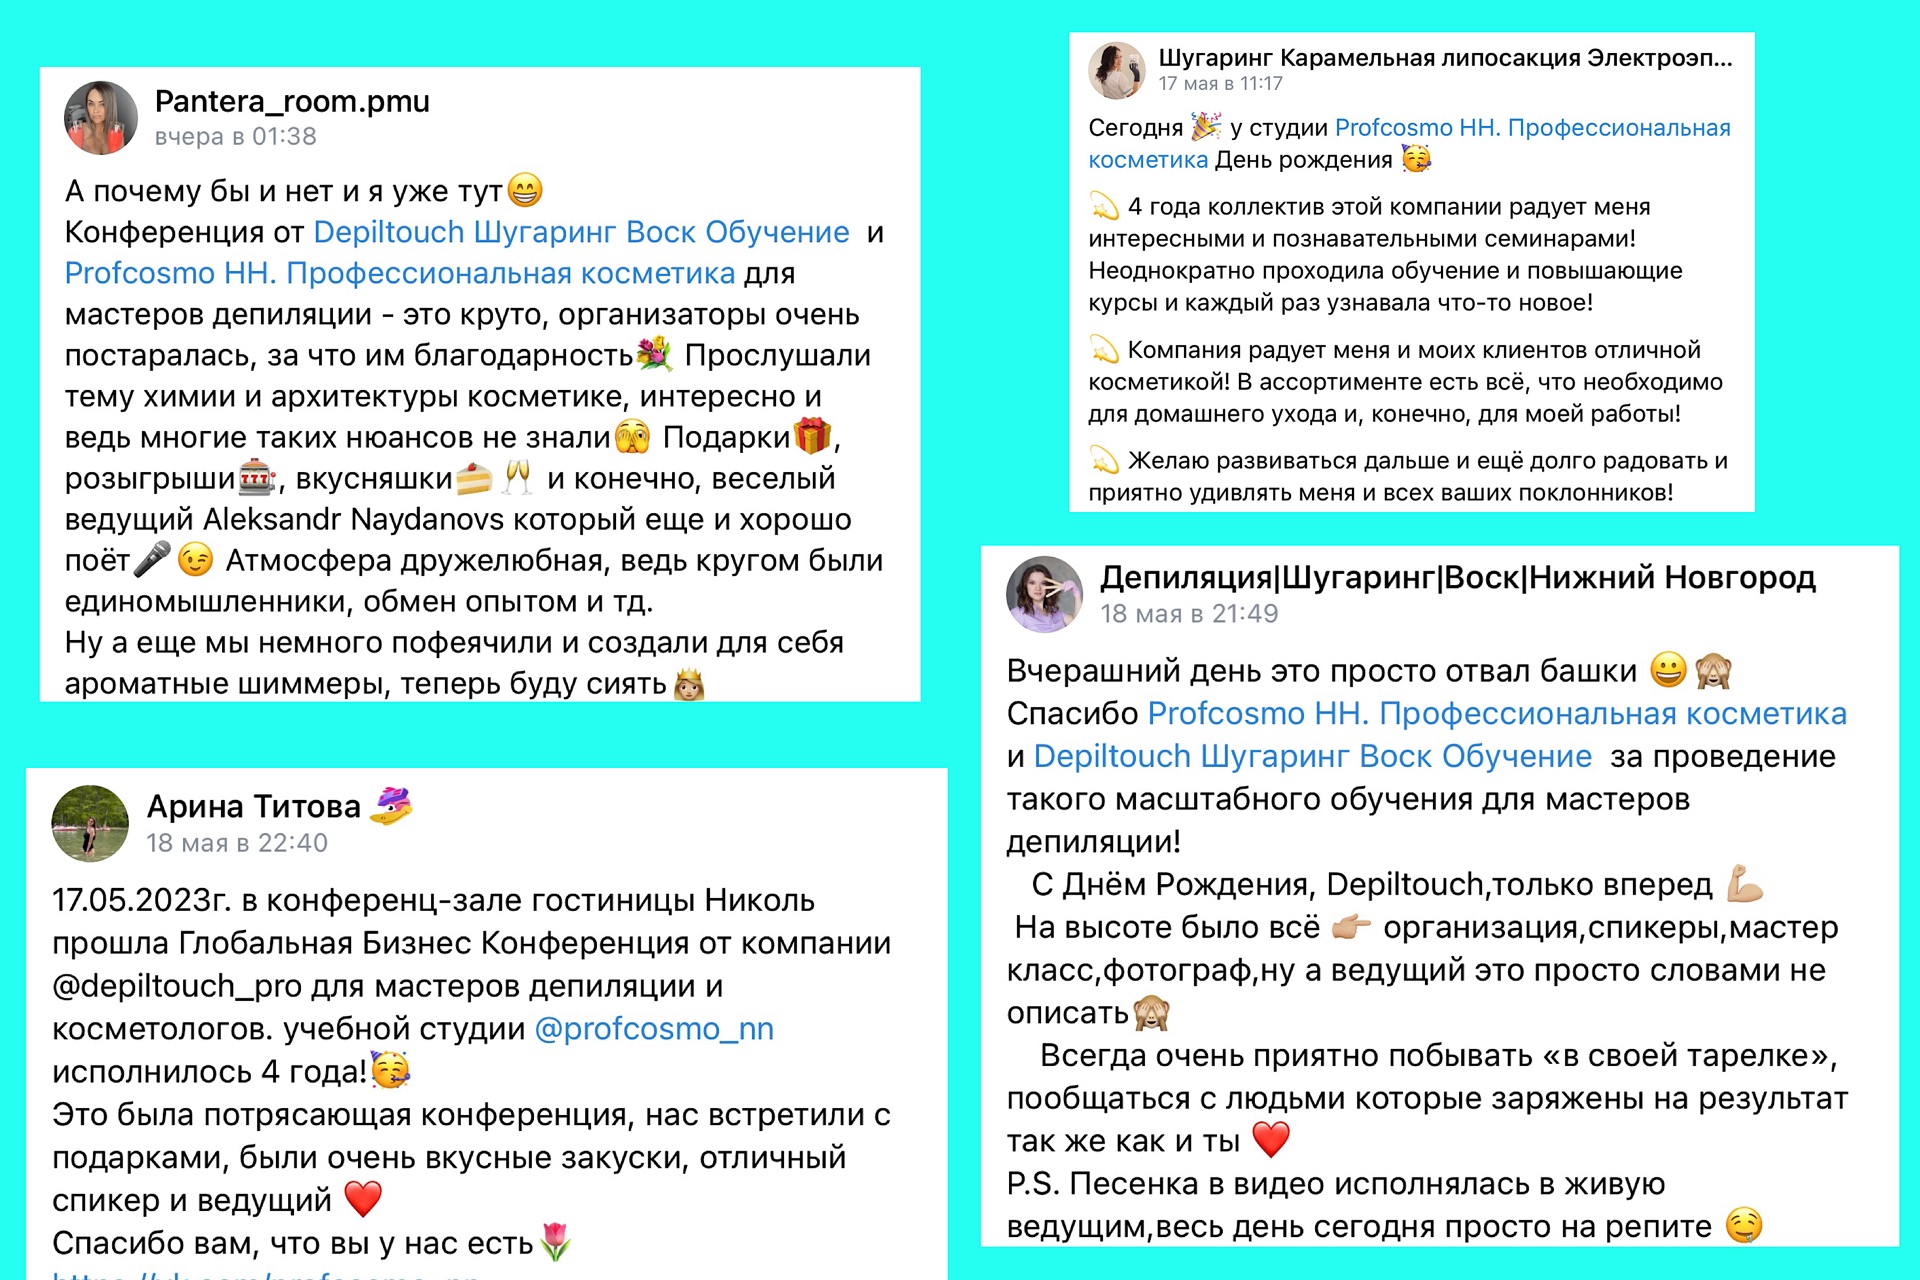 Pantera_room.pmu
вчера в 01:38
А почему бы и нет и я уже тут😁
Конференция от Depiltouch Шугаринг Воск Обучение и
Profcosmo НН. Профессиональная косметика для
мастеров депиляции - это круто, организаторы очень
постаралась, за что им благодарность💐 Прослушали
тему химии и архитектуры косметике, интересно и
ведь многие таких нюансов не знали🫣 Подарки🎁,
розыгрыши🎰, вкусняшки🍰🥂 и конечно, веселый
ведущий Aleksandr Naydanovs который еще и хорошо
поёт🎤😉 Атмосфера дружелюбная, ведь кругом были
единомышленники, обмен опытом и тд.
Ну а еще мы немного пофеячили и создали для себя
ароматные шиммеры, теперь буду сиять👸🏼
Шугаринг Карамельная липосакция Электроэп...
17 мая в 11:17
Сегодня 🎉 у студии Profcosmo НН. Профессиональная
косметика День рождения 🥳
💫 4 года коллектив этой компании радует меня
интересными и познавательными семинарами!
Неоднократно проходила обучение и повышающие
курсы и каждый раз узнавала что-то новое!
💫 Компания радует меня и моих клиентов отличной
косметикой! В ассортименте есть всё, что необходимо
для домашнего ухода и, конечно, для моей работы!
💫 Желаю развиваться дальше и ещё долго радовать и
приятно удивлять меня и всех ваших поклонников!
Арина Титова
18 мая в 22:40
17.05.2023г. в конференц-зале гостиницы Николь
прошла Глобальная Бизнес Конференция от компании
@depiltouch_pro для мастеров депиляции и
косметологов. учебной студии @profcosmo_nn
исполнилось 4 года!🥳
Это была потрясающая конференция, нас встретили с
подарками, были очень вкусные закуски, отличный
спикер и ведущий ❤️
Спасибо вам, что вы у нас есть🌷
https://vk.com/profcosmo_nn
Депиляция|Шугаринг|Воск|Нижний Новгород
18 мая в 21:49
Вчерашний день это просто отвал башки 😀🙈
Спасибо Profcosmo НН. Профессиональная косметика
и Depiltouch Шугаринг Воск Обучение за проведение
такого масштабного обучения для мастеров
депиляции!
С Днём Рождения, Depiltouch,только вперед 💪🏼
На высоте было всё 👉🏼 организация,спикеры,мастер
класс,фотограф,ну а ведущий это просто словами не
описать🙈
Всегда очень приятно побывать «в своей тарелке»,
пообщаться с людьми которые заряжены на результат
так же как и ты ❤️
P.S. Песенка в видео исполнялась в живую
ведущим,весь день сегодня просто на репите 🤤